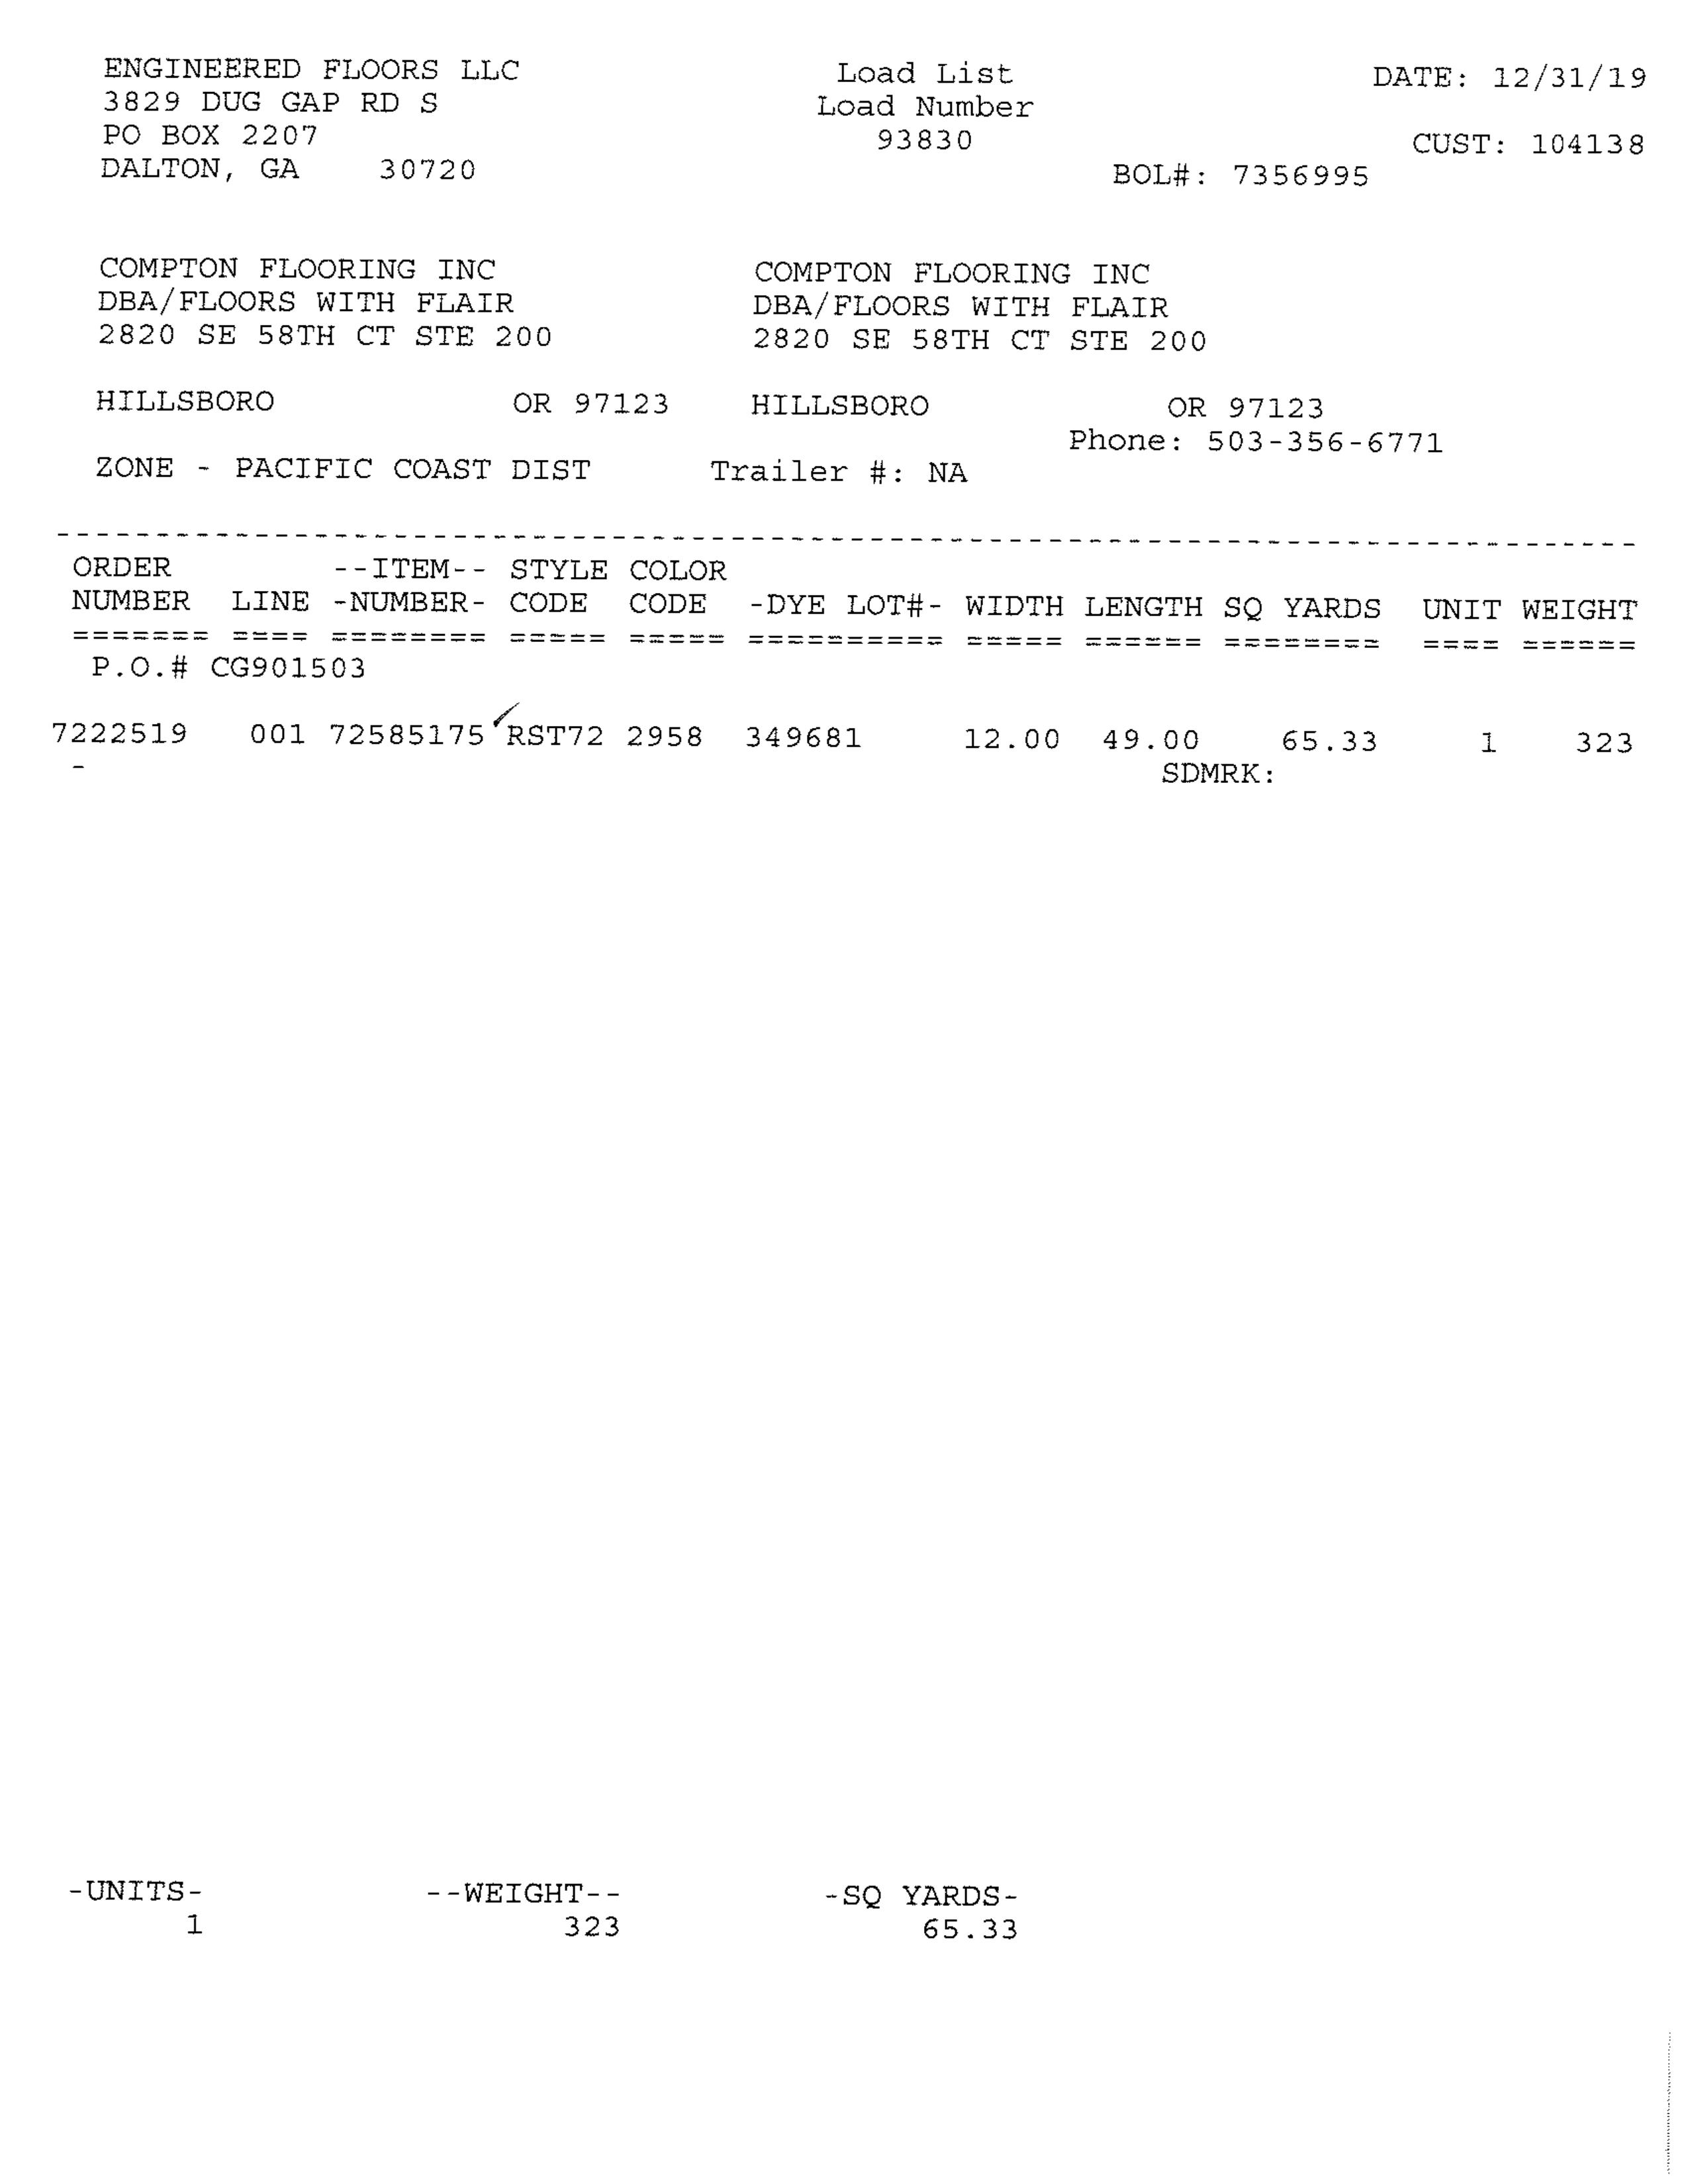 ENGINEERED FLOORS LLC
3829 DUG GAP RD S
PO BOX 2207
DALTON, GA 30720
Load List
Load Number
93830
DATE: 12/31/19
CUST: 104138
BOL#: 7356995
COMPTON FLOORING INC
DBA/FLOORS WITH FLAIR
2820 SE 58TH CT STE 200
HILLSBORO OR 97123
COMPTON FLOORING INC
DBA/FLOORS WITH FLAIR
2820 SE 58TH CT STE 200
HILLSBORO OR 97123
Phone: 503-356-6771
ZONE - PACIFIC COAST DIST Trailer #: NA
ORDER --ITEM-- STYLE COLOR
NUMBER LINE -NUMBER- CODE CODE -DYE LOT#- WIDTH LENGTH SQ YARDS UNIT WEIGHT
======= ==== ======== ===== ===== ========== ===== ====== ======== ==== ======
P.O.# CG901503
7222519 001 72585175 RST72 2958 349681 12.00 49.00 65.33 1 323
- SDMRK:
-UNITS- --WEIGHT-- -SQ YARDS-
1 323 65.33